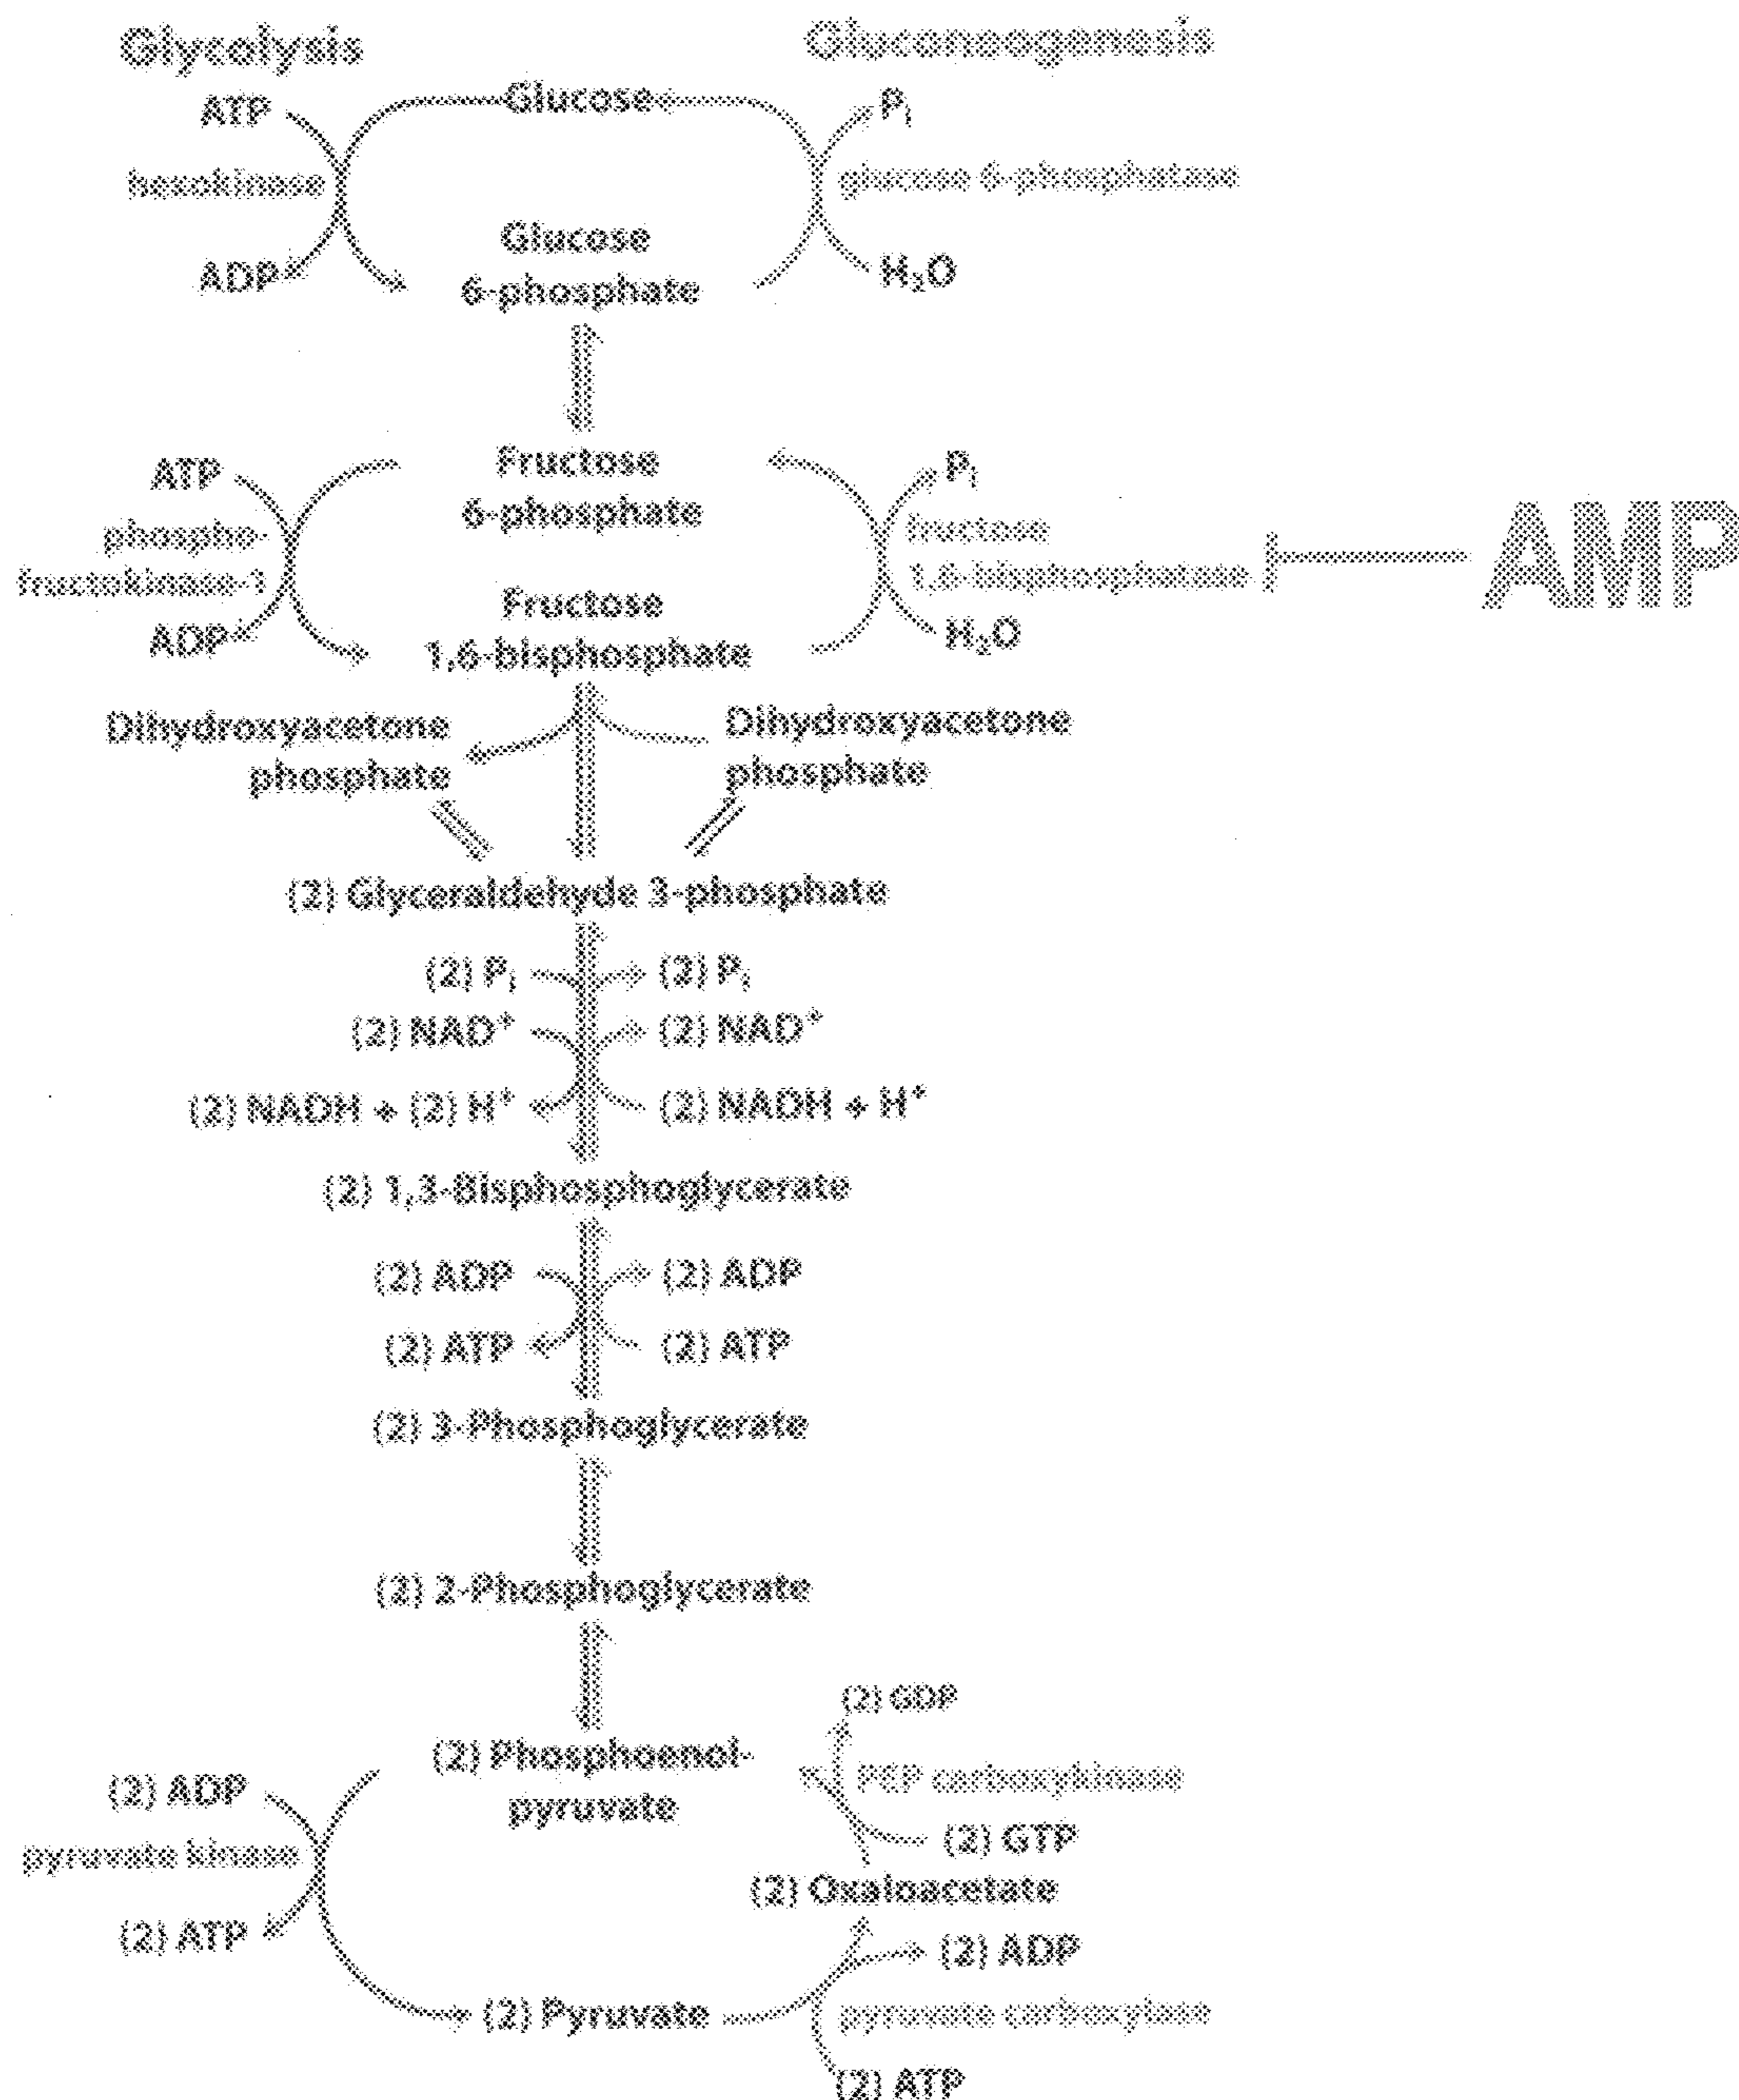 Glycolysis
Gluconeogenesis
ATP
Glucose
Pi
hexokinase
glucose 6-phosphatase
Glucose
6-phosphate
ADP
H₂O
ATP
Fructose
6-phosphate
Pi
phospho-
fructokinase-1
fructose
1,6-bisphosphatase
AMP
ADP
Fructose
1,6-bisphosphate
H₂O
Dihydroxyacetone
phosphate
Dihydroxyacetone
phosphate
(2) Glyceraldehyde 3-phosphate
(2) Pi
(2) Pi
(2) NAD⁺
(2) NAD⁺
(2) NADH + (2) H⁺
(2) NADH + H⁺
(2) 1,3-Bisphosphoglycerate
(2) ADP
(2) ADP
(2) ATP
(2) ATP
(2) 3-Phosphoglycerate
(2) 2-Phosphoglycerate
(2) GDP
(2) Phosphoenol-
pyruvate
(2) ADP
PEP carboxykinase
pyruvate kinase
(2) GTP
(2) Oxaloacetate
(2) ATP
(2) ADP
(2) Pyruvate
pyruvate carboxylase
(2) ATP